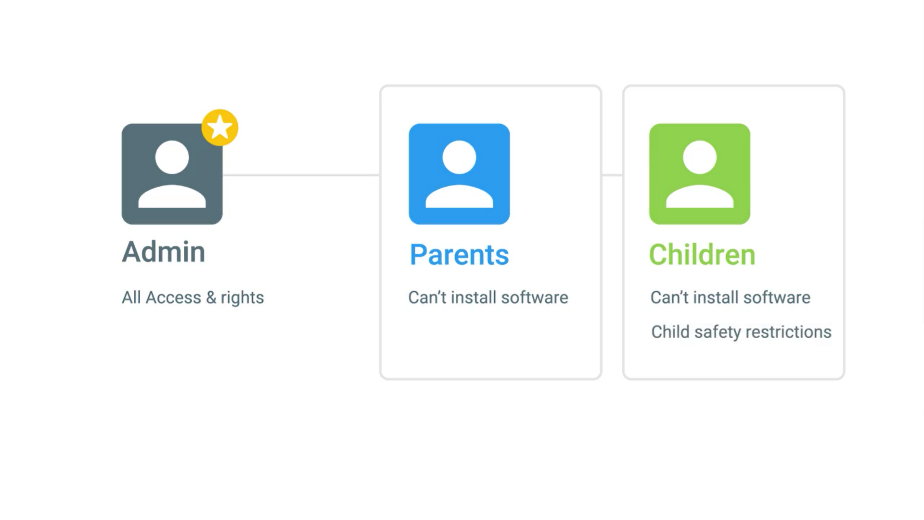 Admin
All Access & rights
Parents
Can’t install software
Children
Can’t install software
Child safety restrictions